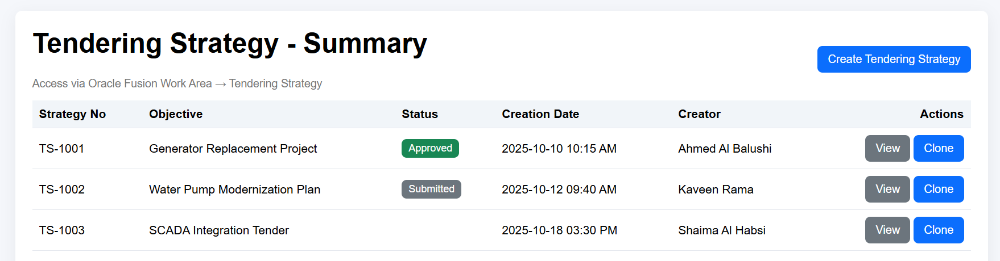 Tendering Strategy - Summary
Create Tendering Strategy
Access via Oracle Fusion Work Area → Tendering Strategy
Strategy No Objective Status Creation Date Creator Actions
TS-1001 Generator Replacement Project Approved 2025-10-10 10:15 AM Ahmed Al Balushi View Clone
TS-1002 Water Pump Modernization Plan Submitted 2025-10-12 09:40 AM Kaveen Rama View Clone
TS-1003 SCADA Integration Tender 2025-10-18 03:30 PM Shaima Al Habsi View Clone